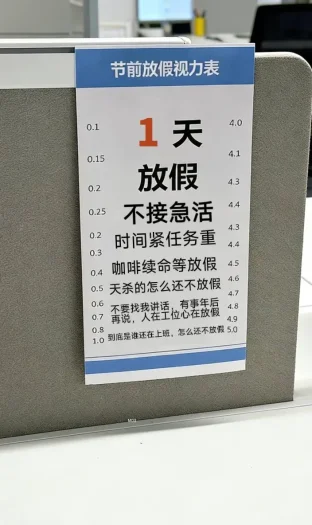 节前放假视力表
0.1 1 天 4.0
0.15 4.1
放假
0.2 4.3
0.25 不接急活 4.4
0.2 时间紧任务重 4.3
0.3 4.4
0.4 咖啡续命等放假 4.5
0.5 天杀的怎么还不放假 4.6
0.6 不要找我讲话，有事年后 4.7
0.7 再说，人在工位心在放假 4.8
0.8 4.9
1.0 到底是谁还在上班，怎么还不放假 5.0